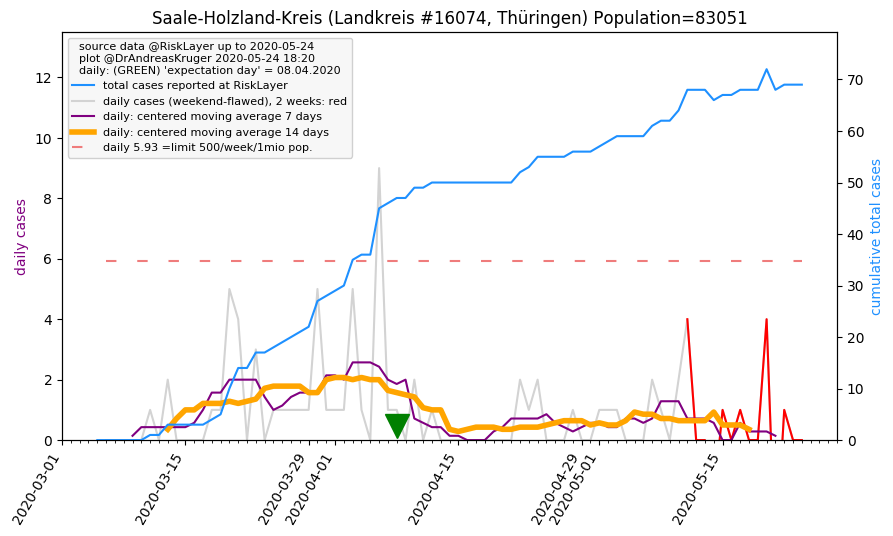 Saale-Holzland-Kreis (Landkreis #16074, Thüringen) Population=83051
source data @RiskLayer up to 2020-05-24
plot @DrAndreasKruger 2020-05-24 18:20
daily: (GREEN) 'expectation day' = 08.04.2020
total cases reported at RiskLayer
daily cases (weekend-flawed), 2 weeks: red
daily: centered moving average 7 days
daily: centered moving average 14 days
daily 5.93 =limit 500/week/1mio pop.
daily cases
12
10
8
6
4
2
0
70
60
50
40
30
20
10
0
cumulative total cases
2020-03-01
2020-03-15
2020-03-29
2020-04-01
2020-04-15
2020-04-29
2020-05-01
2020-05-15